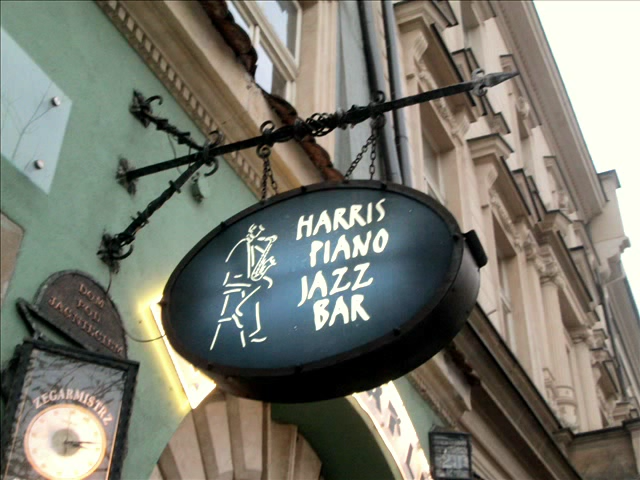 HARRIS
PIANO
JAZZ
BAR
DOM
POD
JAGNIĘCIEM
ZEGARMISTRZ